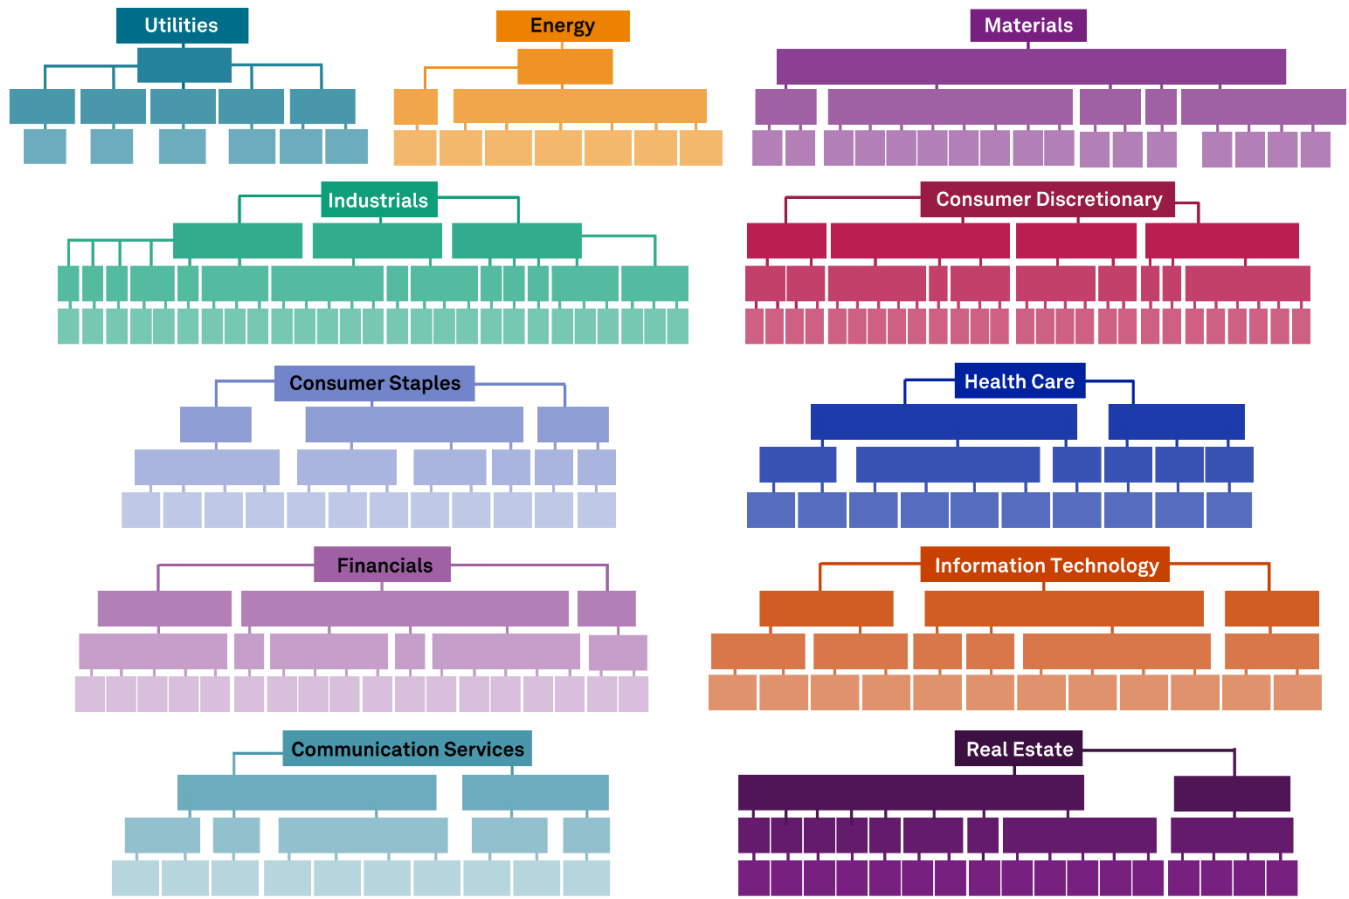 Utilities
Energy
Materials
Industrials
Consumer Discretionary
Consumer Staples
Health Care
Financials
Information Technology
Communication Services
Real Estate